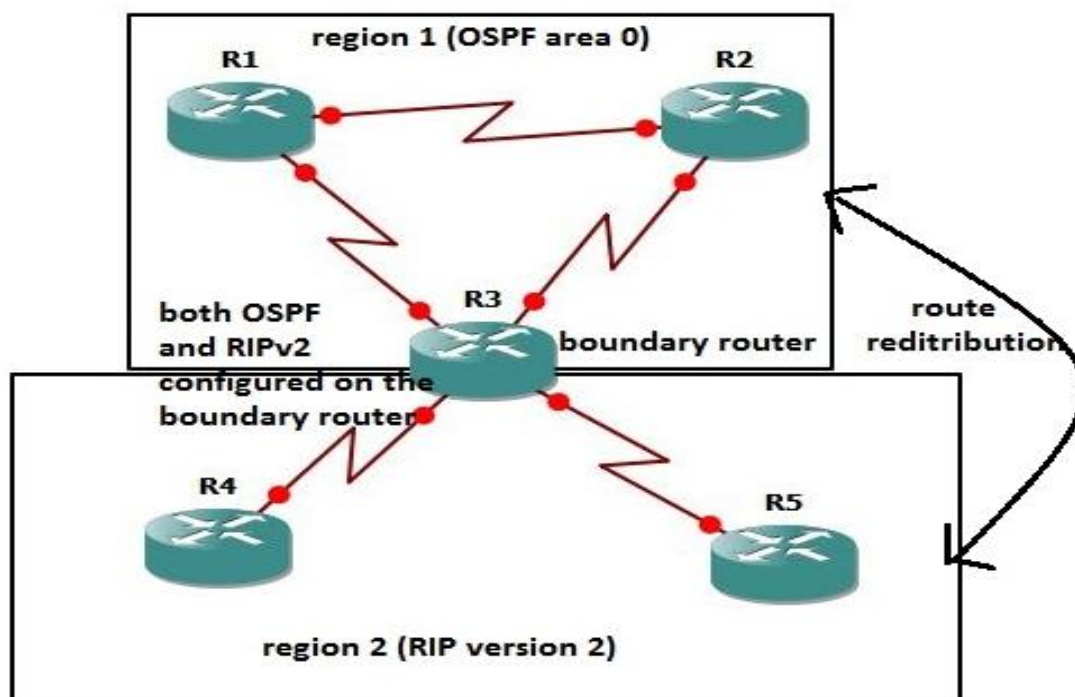 region 1 (OSPF area 0)
R1
R2
R3
both OSPF
and RIPv2
configured on the
boundary router
boundary router
route
reditribution
R4
R5
region 2 (RIP version 2)